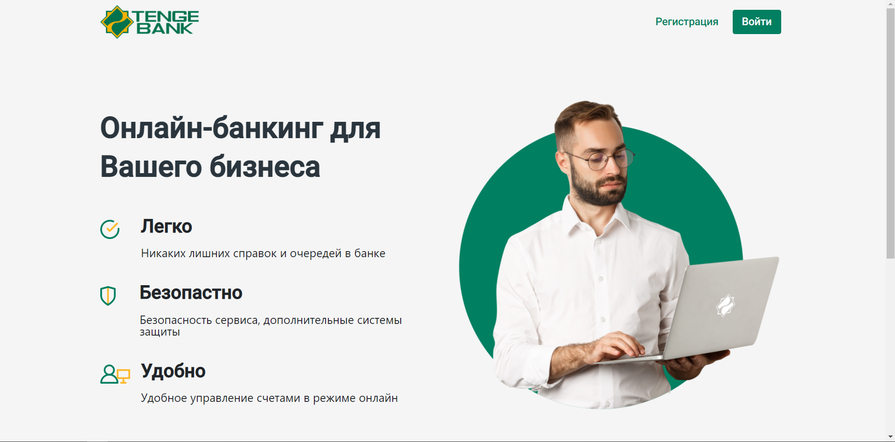 TENGE
BANK
Регистрация
Войти
Онлайн-банкинг для
Вашего бизнеса
Легко
Никаких лишних справок и очередей в банке
Безопастно
Безопасность сервиса, дополнительные системы
защиты
Удобно
Удобное управление счетами в режиме онлайн